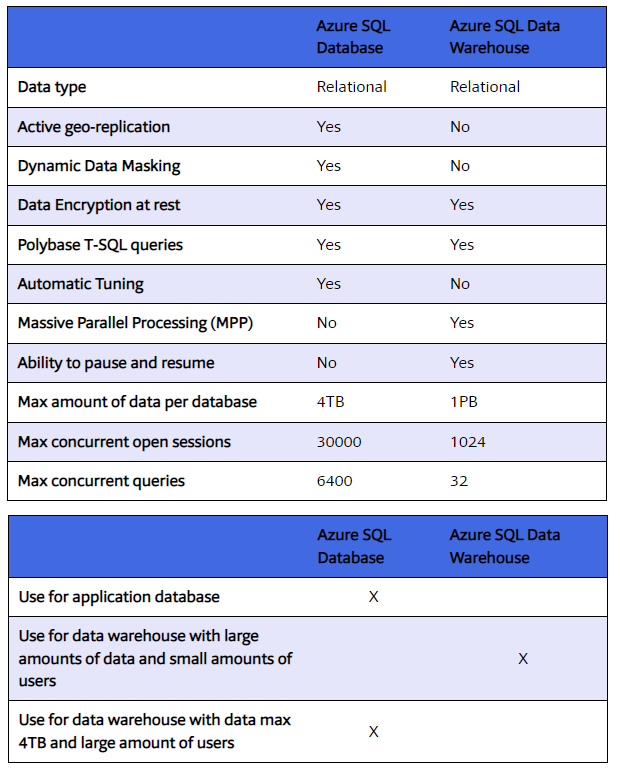 Azure SQL Database Azure SQL Data Warehouse
Data type Relational Relational
Active geo-replication Yes No
Dynamic Data Masking Yes No
Data Encryption at rest Yes Yes
Polybase T-SQL queries Yes Yes
Automatic Tuning Yes No
Massive Parallel Processing (MPP) No Yes
Ability to pause and resume No Yes
Max amount of data per database 4TB 1PB
Max concurrent open sessions 30000 1024
Max concurrent queries 6400 32
Azure SQL Database Azure SQL Data Warehouse
Use for application database X
Use for data warehouse with large
amounts of data and small amounts of X
users
Use for data warehouse with data max
4TB and large amount of users X